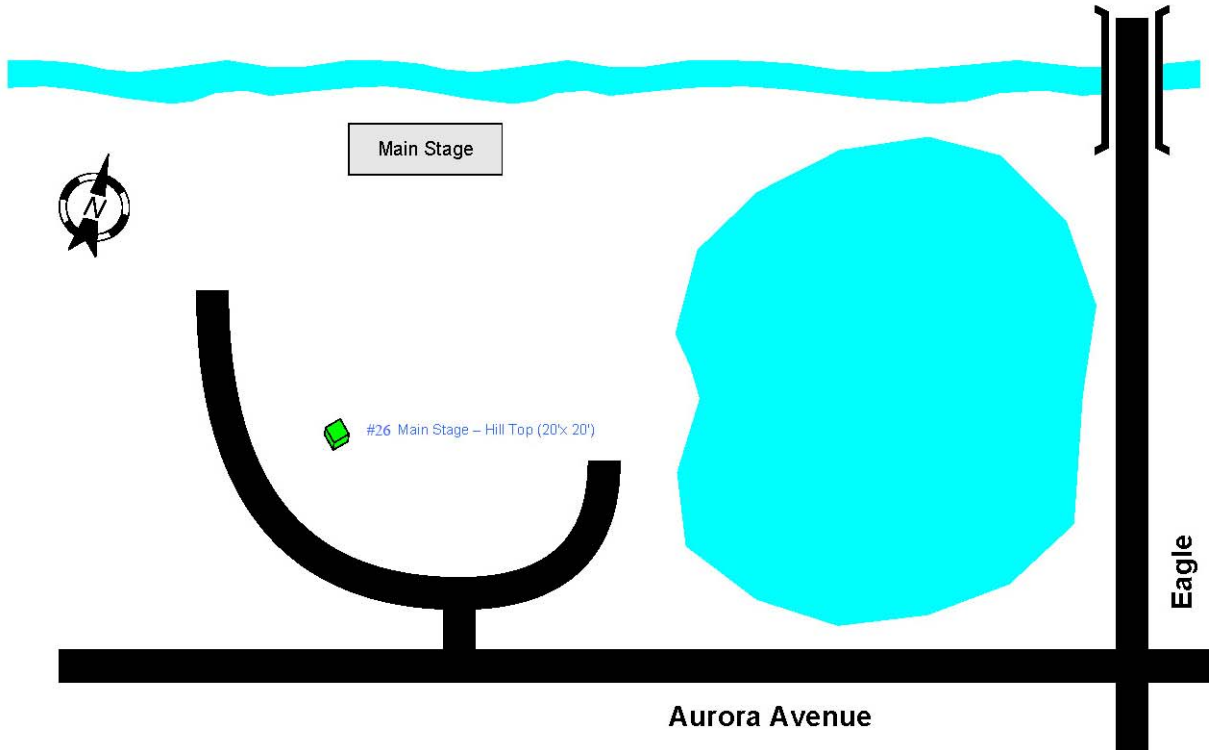 Main Stage
N
#26 Main Stage – Hill Top (20'x 20')
Eagle
Aurora Avenue